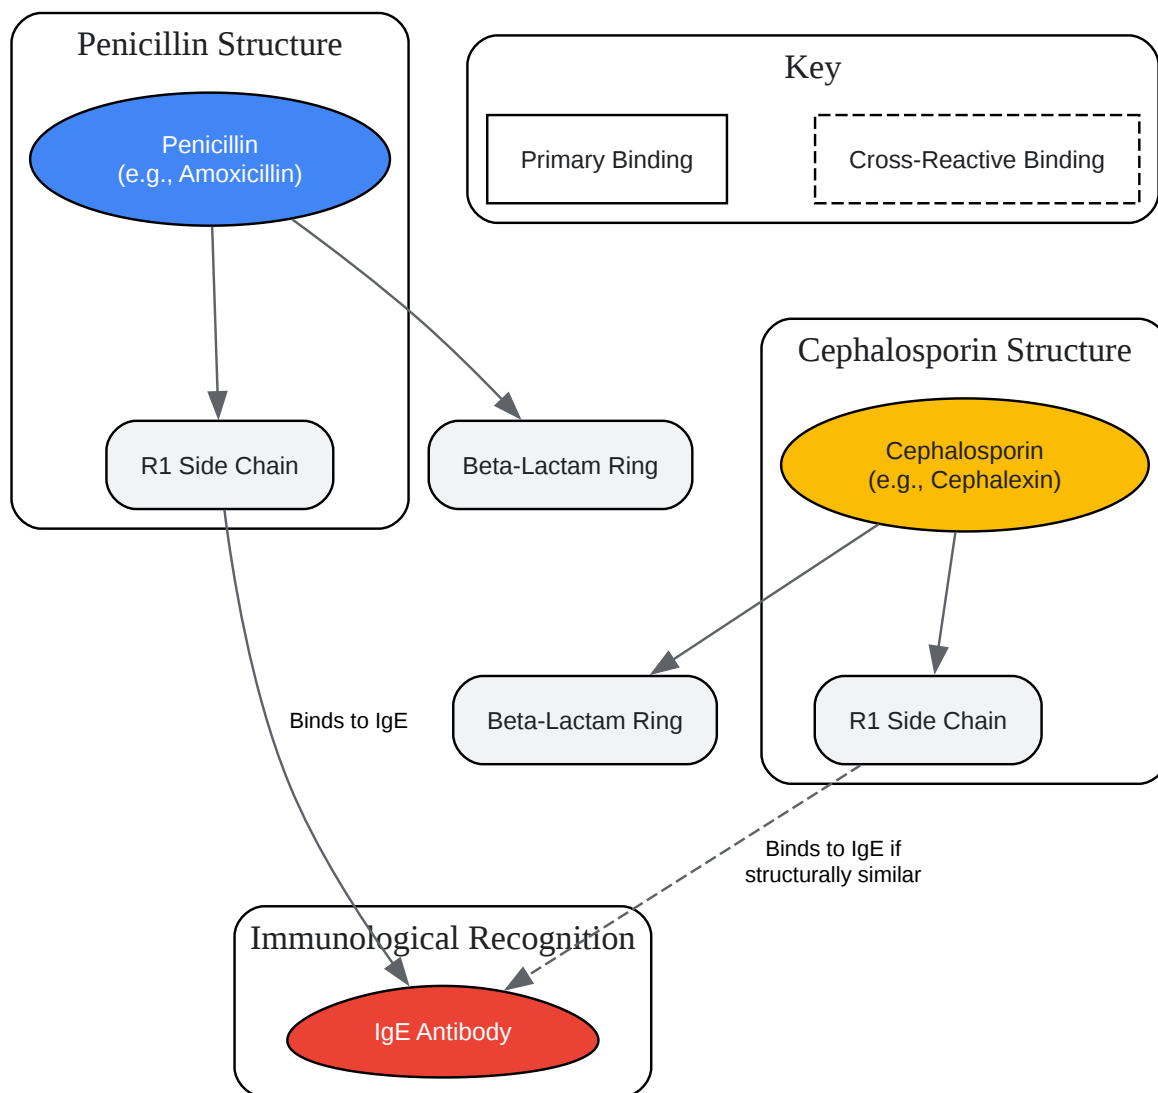 Penicillin Structure
Penicillin
(e.g., Amoxicillin)
R1 Side Chain
Beta-Lactam Ring
Key
Primary Binding
Cross-Reactive Binding
Cephalosporin Structure
Cephalosporin
(e.g., Cephalexin)
Beta-Lactam Ring
R1 Side Chain
Binds to IgE
Binds to IgE if
structurally similar
Immunological Recognition
IgE Antibody